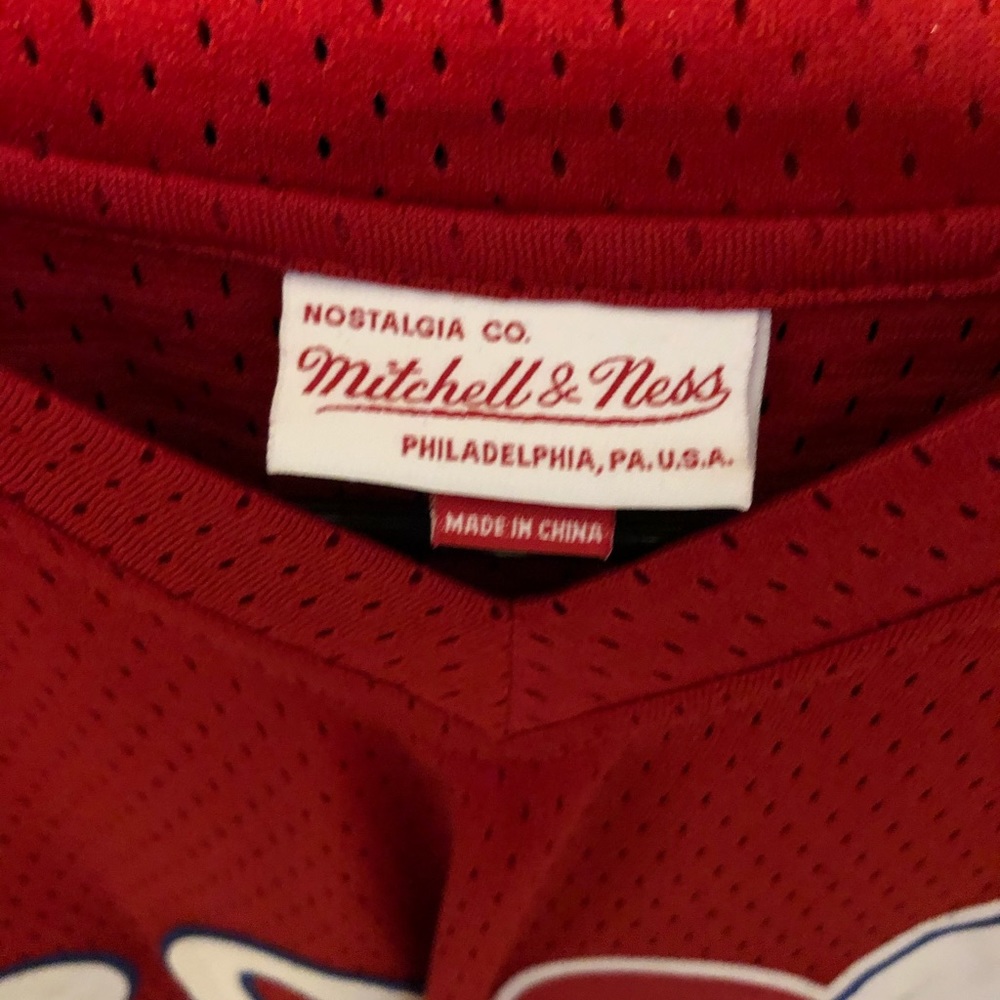 NOSTALGIA CO.
Mitchell & Ness
PHILADELPHIA, PA. U.S.A.
MADE IN CHINA